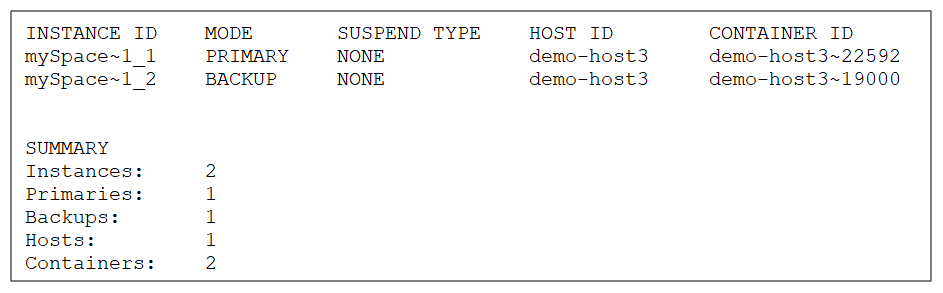 INSTANCE ID    MODE       SUSPEND TYPE    HOST ID        CONTAINER ID
mySpace~1_1    PRIMARY    NONE            demo-host3     demo-host3~22592
mySpace~1_2    BACKUP     NONE            demo-host3     demo-host3~19000
SUMMARY
Instances:     2
Primaries:     1
Backups:       1
Hosts:         1
Containers:    2